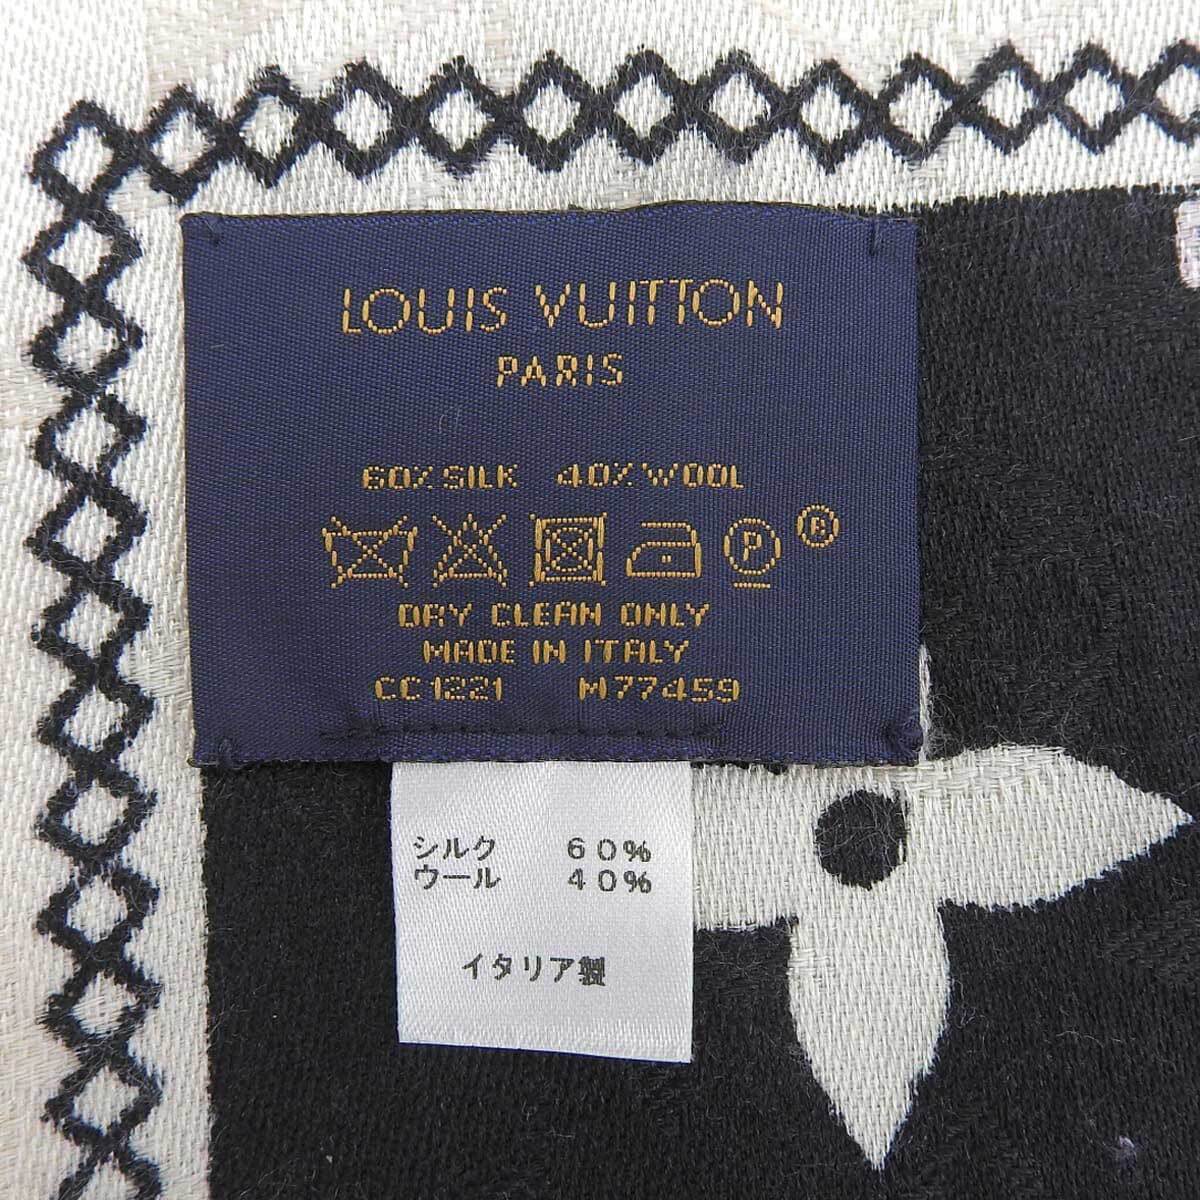 LOUIS VUITTON
PARIS
60% SILK 40% WOOL
P ®
DRY CLEAN ONLY
MADE IN ITALY
CC1221 M77459
シルク 60%
ウール 40%
イタリア製